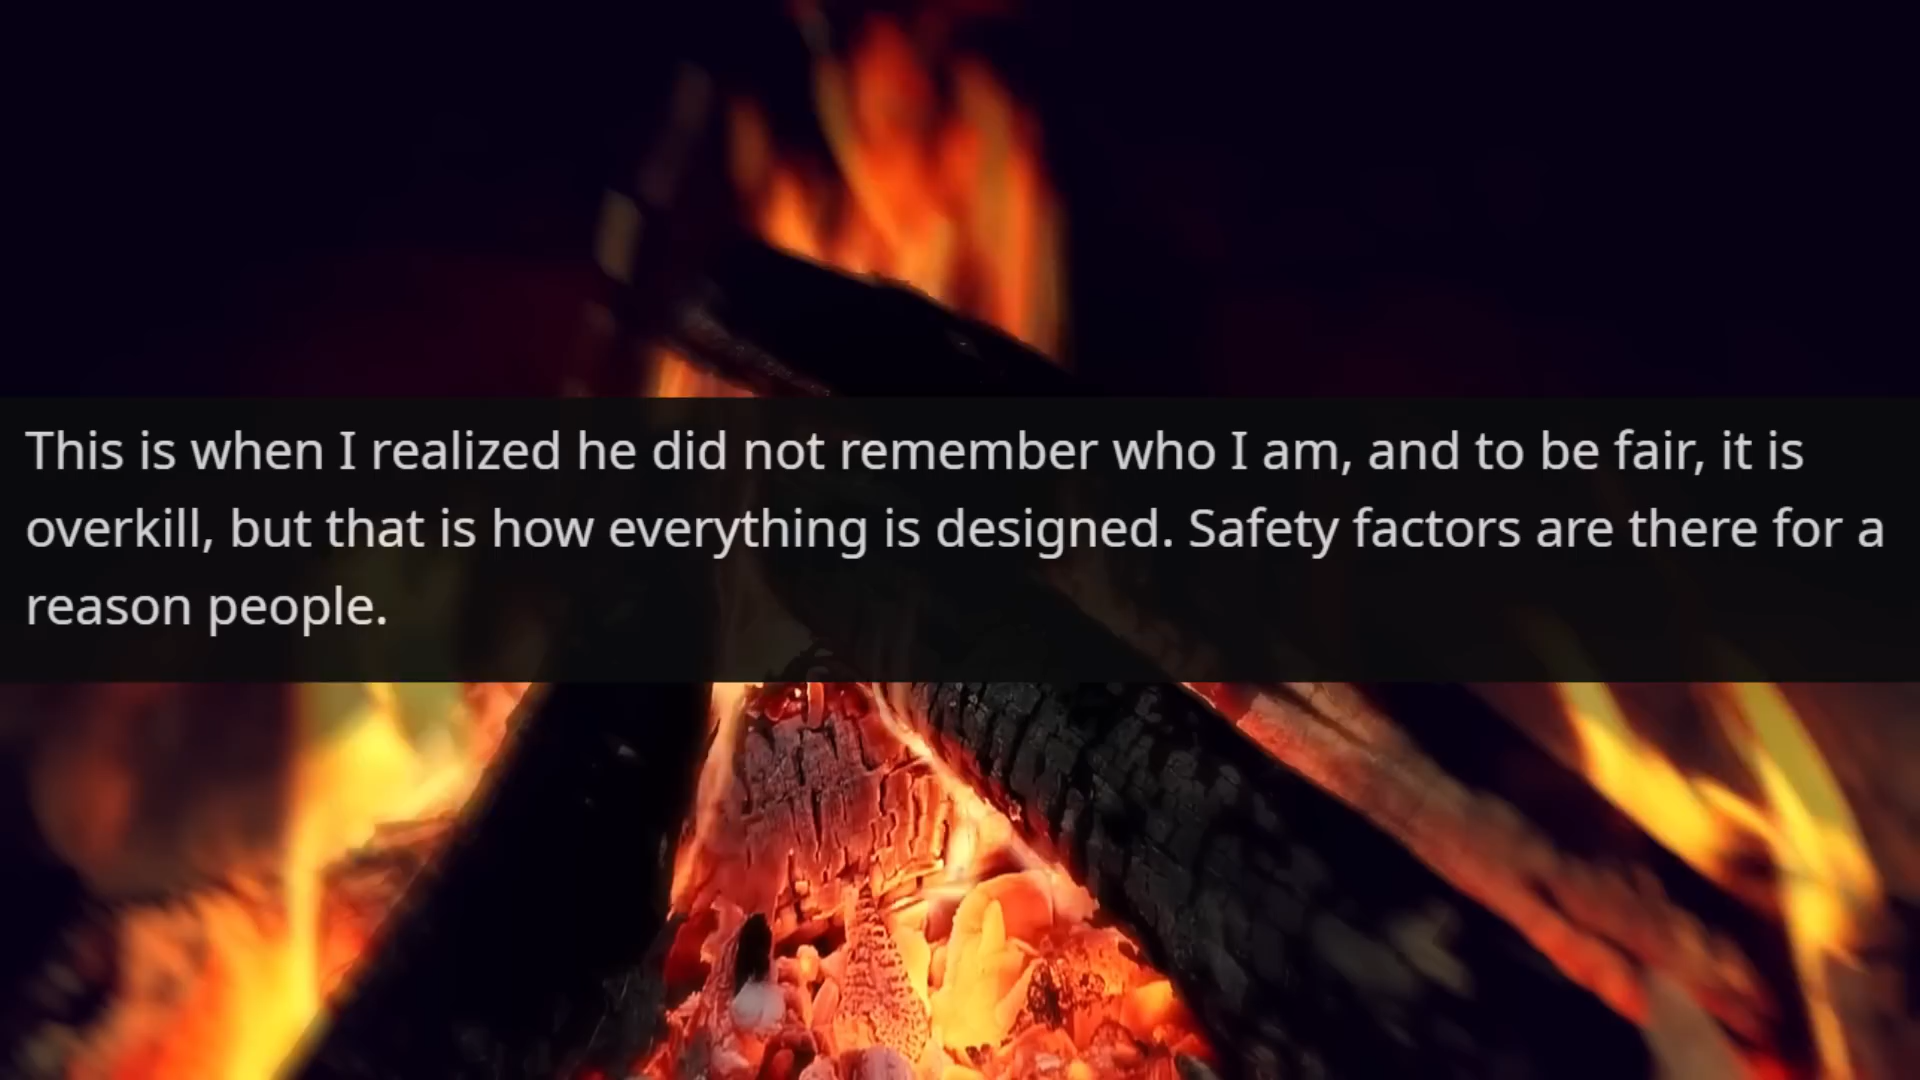 This is when I realized he did not remember who I am, and to be fair, it is
overkill, but that is how everything is designed. Safety factors are there for a
reason people.